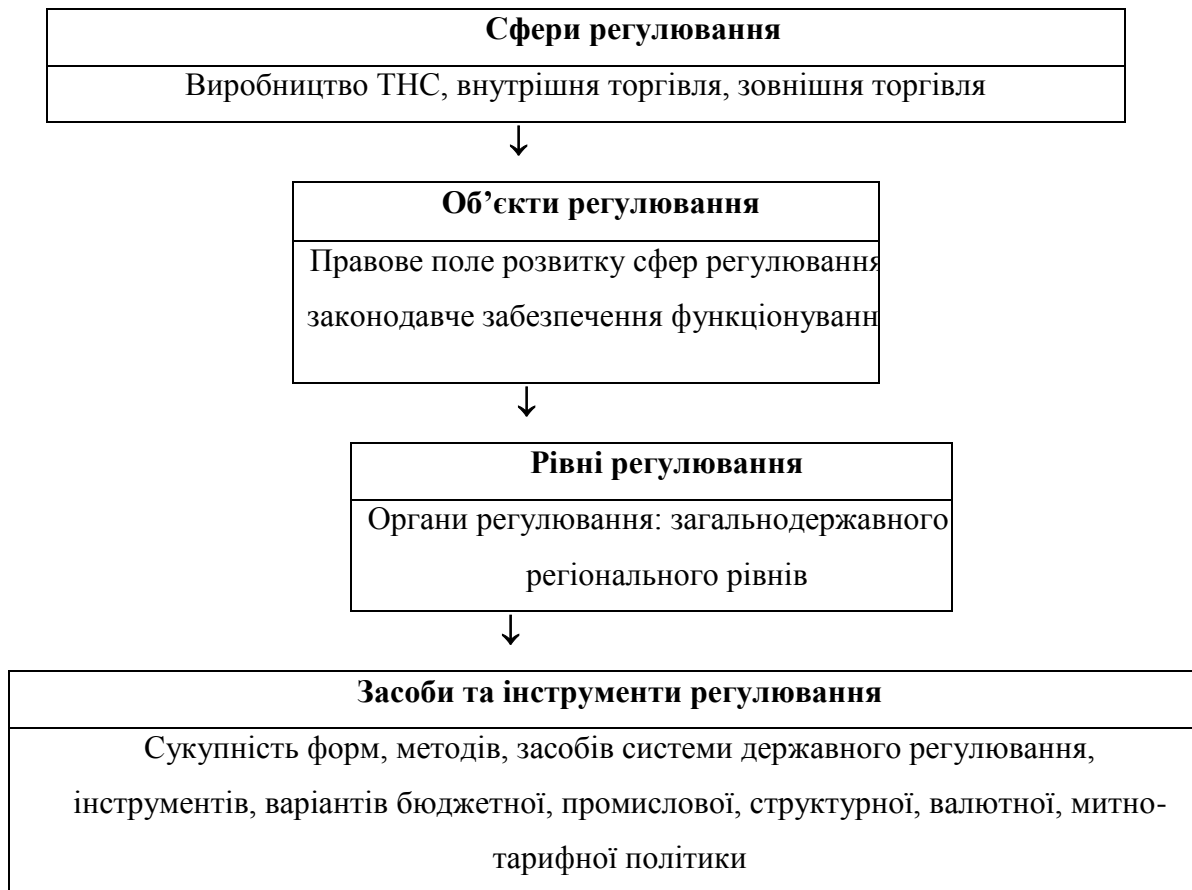 Сфери регулювання
Виробництво ТНС, внутрішня торгівля, зовнішня торгівля
↓
Об’єкти регулювання
Правове поле розвитку сфер регулювання
законодавче забезпечення функціонуванн
↓
Рівні регулювання
Органи регулювання: загальнодержавного
регіонального рівнів
↓
Засоби та інструменти регулювання
Сукупність форм, методів, засобів системи державного регулювання,
інструментів, варіантів бюджетної, промислової, структурної, валютної, митно-
тарифної політики